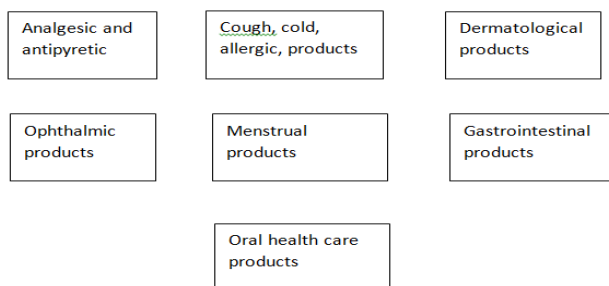 Analgesic and
antipyretic
Cough, cold,
allergic, products
Dermatological
products
Ophthalmic
products
Menstrual
products
Gastrointestinal
products
Oral health care
products